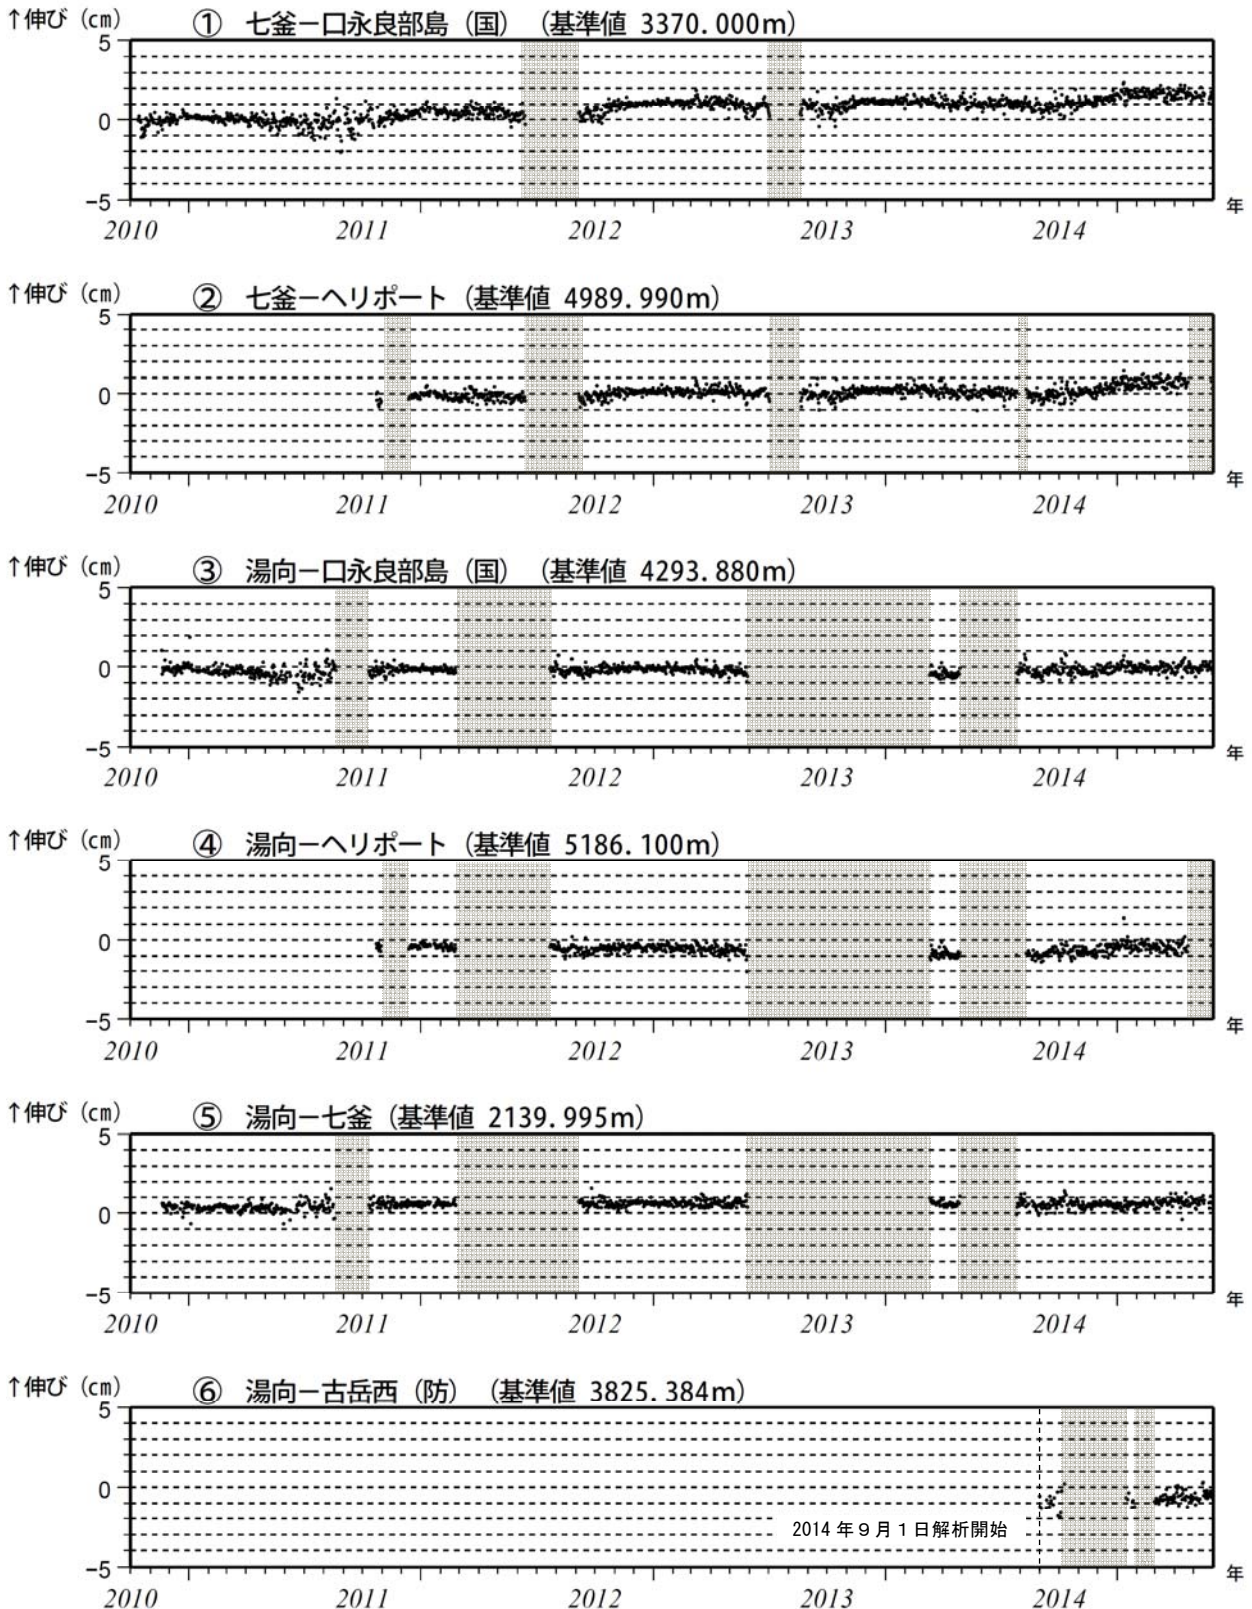 ↑伸び（cm） ① 七釜－口永良部島（国）（基準値 3370.000m）
5
0
−5
2010 2011 2012 2013 2014 年
↑伸び（cm） ② 七釜－ヘリポート（基準値 4989.990m）
5
0
−5
2010 2011 2012 2013 2014 年
↑伸び（cm） ③ 湯向－口永良部島（国）（基準値 4293.880m）
5
0
−5
2010 2011 2012 2013 2014 年
↑伸び（cm） ④ 湯向－ヘリポート（基準値 5186.100m）
5
0
−5
2010 2011 2012 2013 2014 年
↑伸び（cm） ⑤ 湯向－七釜（基準値 2139.995m）
5
0
−5
2010 2011 2012 2013 2014 年
↑伸び（cm） ⑥ 湯向－古岳西（防）（基準値 3825.384m）
5
0
2014年９月１日解析開始
−5
2010 2011 2012 2013 2014 年